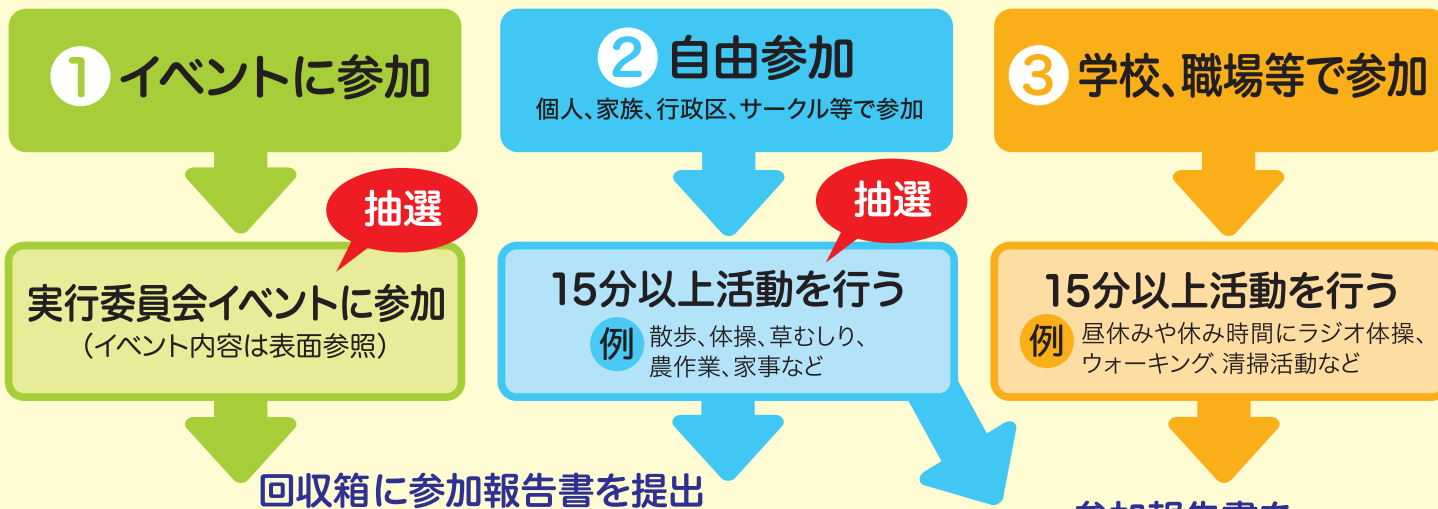 1 イベントに参加
2 自由参加
個人、家族、行政区、サークル等で参加
3 学校、職場等で参加
抽選
実行委員会イベントに参加
(イベント内容は表面参照)
抽選
15分以上活動を行う
例 散歩、体操、草むしり、
農作業、家事など
15分以上活動を行う
例 昼休みや休み時間にラジオ体操、
ウォーキング、清掃活動など
回収箱に参加報告書を提出
参加報告書を